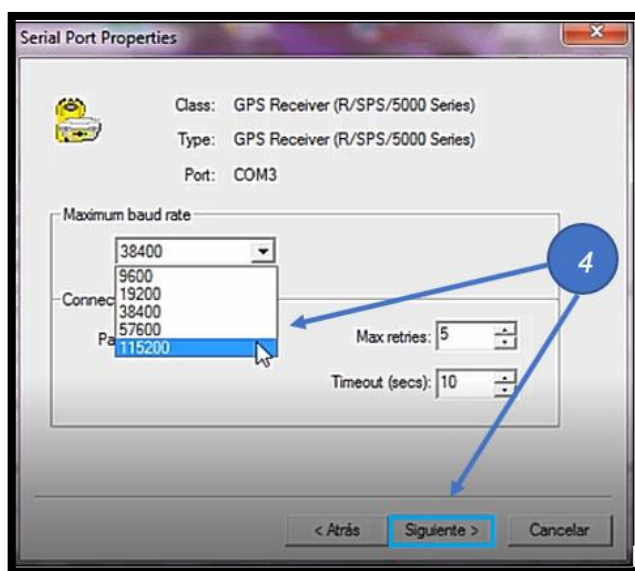 Serial Port Properties
Class: GPS Receiver (R/SPS/5000 Series)
Type: GPS Receiver (R/SPS/5000 Series)
Port: COM3
Maximum baud rate
38400
9600
19200
38400
57600
115200
Connec
Pa
Max retries: 5
Timeout (secs): 10
4
< Atrás
Siguiente >
Cancelar